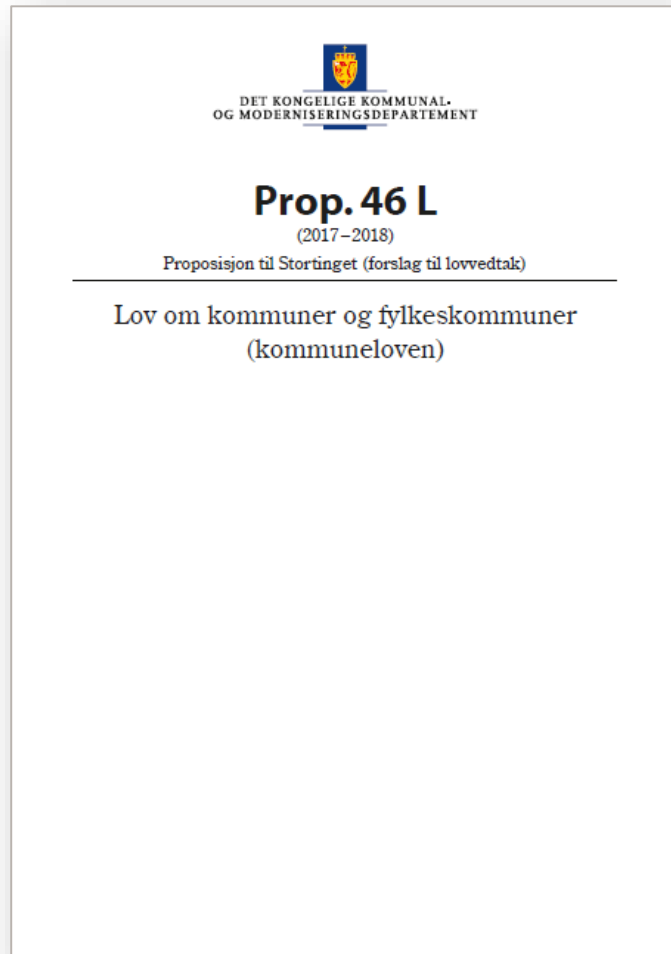 DET KONGELIGE KOMMUNAL-
OG MODERNISERINGSDEPARTEMENT
Prop. 46 L
(2017–2018)
Proposisjon til Stortinget (forslag til lovvedtak)
Lov om kommuner og fylkeskommuner
(kommuneloven)